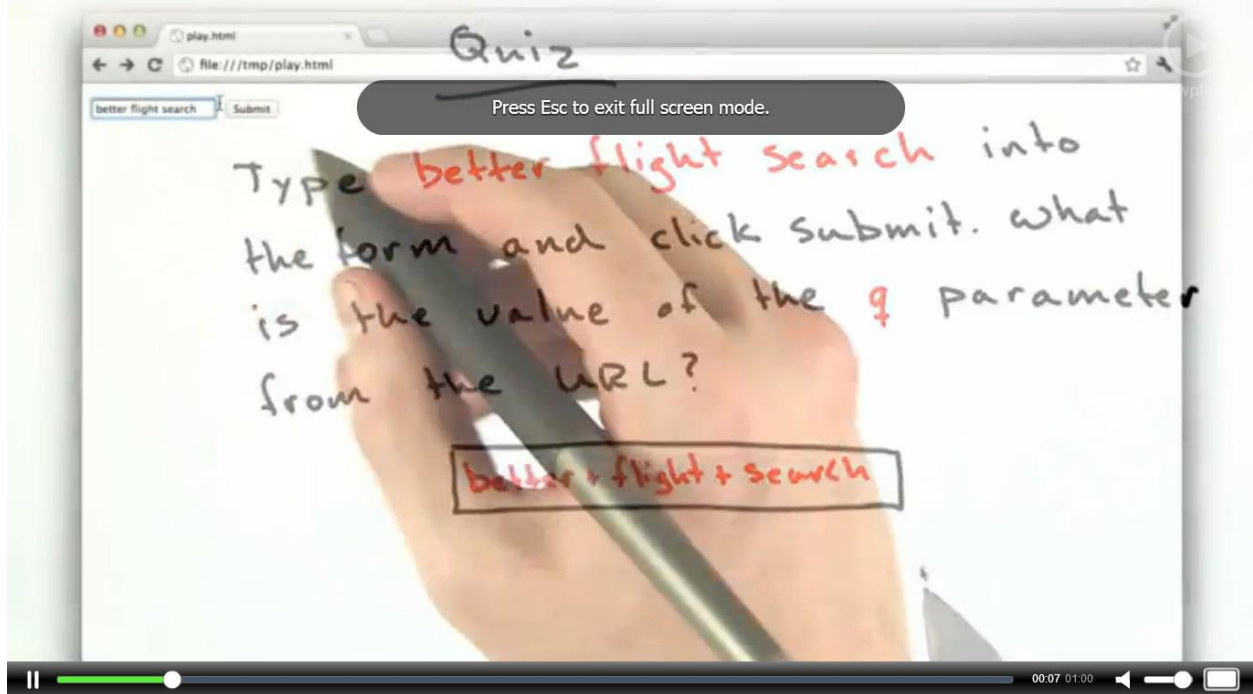 play.html
file:///tmp/play.html
Quiz
better flight search
Submit
Press Esc to exit full screen mode.
Type better flight search into
the form and click submit. what
is the value of the q parameter
from the URL?
better + flight + search
00:07 01:00